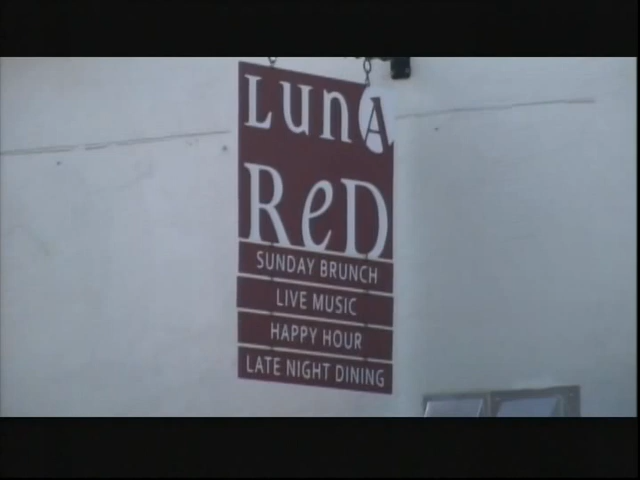 LunA
ReD
SUNDAY BRUNCH
LIVE MUSIC
HAPPY HOUR
LATE NIGHT DINING